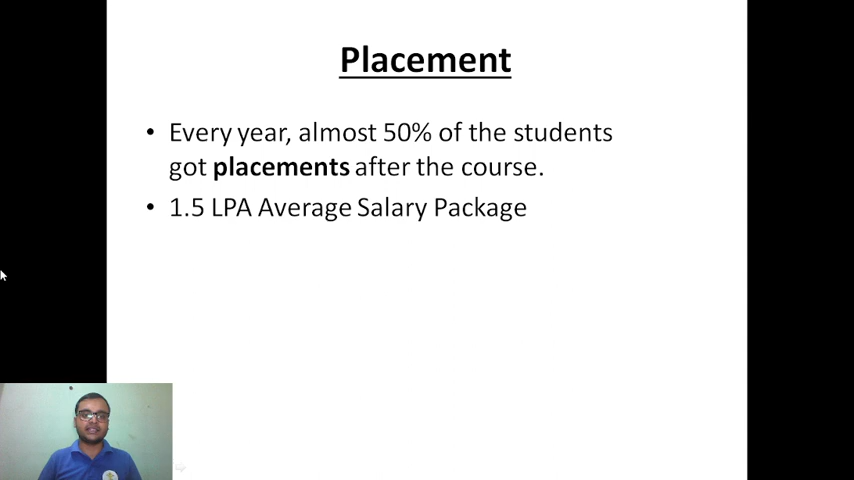 Placement
• Every year, almost 50% of the students
got placements after the course.
• 1.5 LPA Average Salary Package